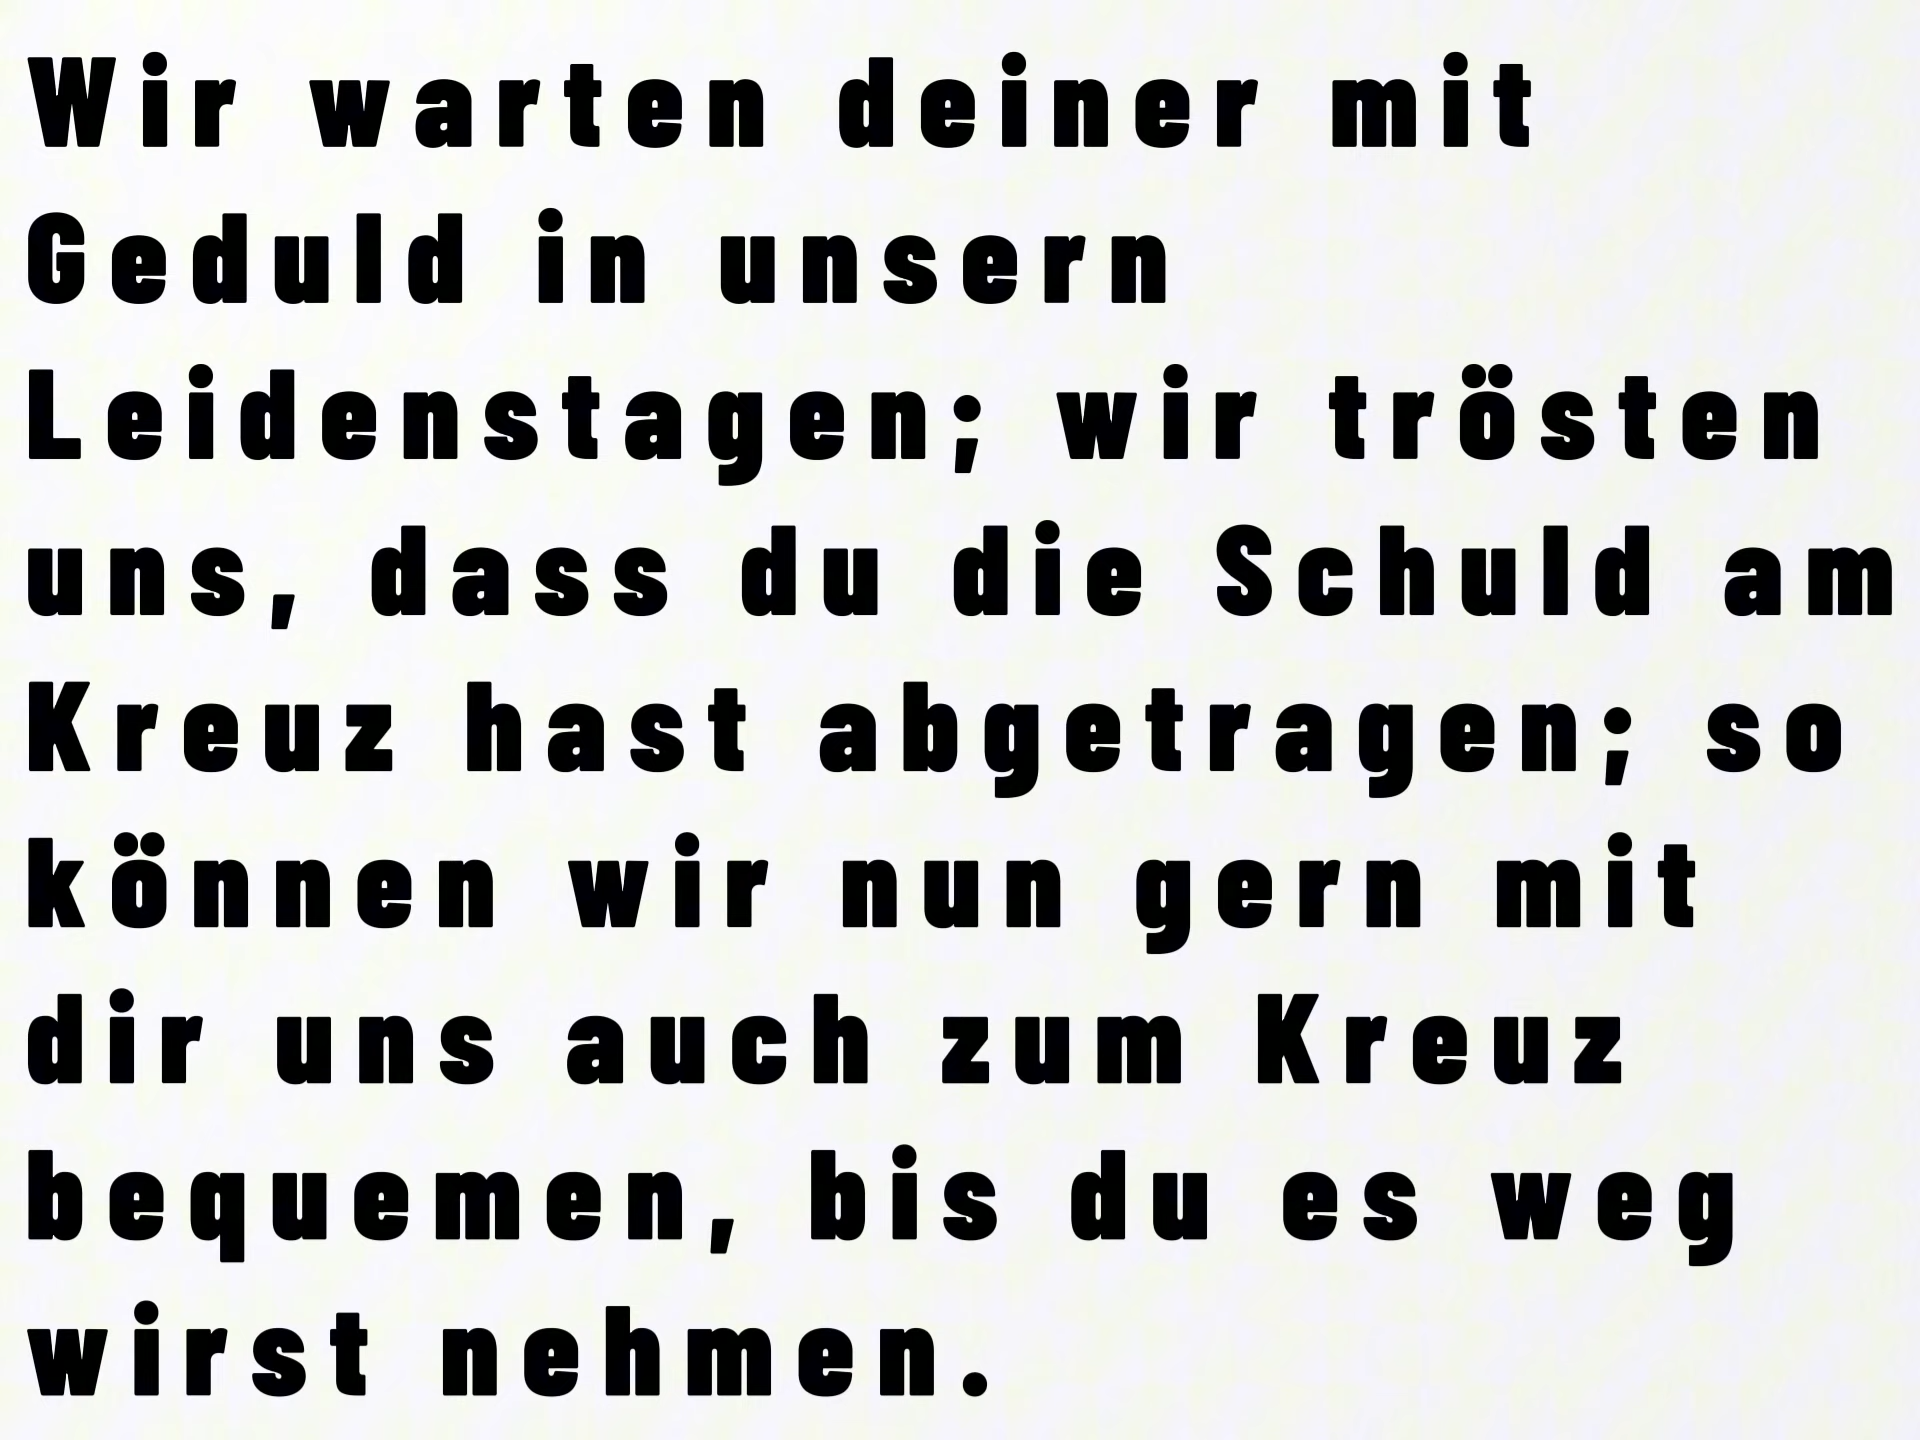 Wir warten deiner mit
Geduld in unsern
Leidenstagen; wir trösten
uns, dass du die Schuld am
Kreuz hast abgetragen; so
können wir nun gern mit
dir uns auch zum Kreuz
bequemen, bis du es weg
wirst nehmen.